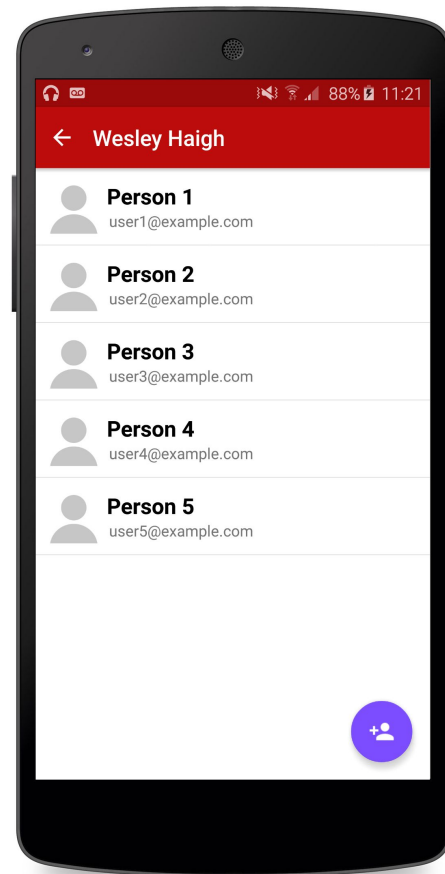 88% 11:21
Wesley Haigh
Person 1
user1@example.com
Person 2
user2@example.com
Person 3
user3@example.com
Person 4
user4@example.com
Person 5
user5@example.com